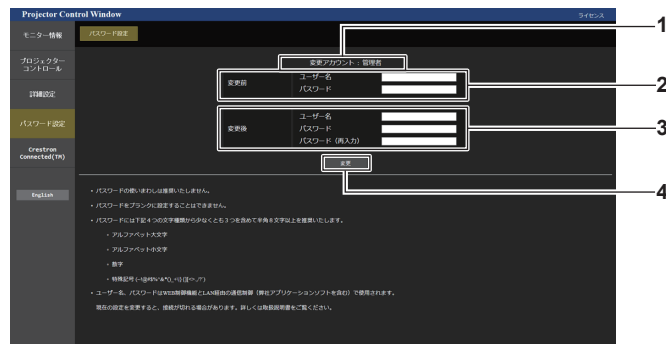 Projector Control Window
ライセンス
モニター情報
プロジェクター
コントロール
詳細設定
パスワード設定
Crestron
Connected(TM)
English
パスワード設定
変更アカウント : 管理者
変更前
ユーザー名
パスワード
変更後
ユーザー名
パスワード
パスワード (再入力)
変更
1
2
3
4
• パスワードの使いまわしは推奨いたしません。
• パスワードをブランクに設定することはできません。
• パスワードには下記4つの文字種類から少なくとも3つを含めて半角8文字以上を推奨いたします。
• アルファベット大文字
• アルファベット小文字
• 数字
• 特殊記号
• ユーザー名、パスワードはWEB制御機能とLAN経由の通信制御 (弊社アプリケーションソフトを含む) で使用されます。
現在の設定を変更すると、接続が切れる場合があります。詳しくは取扱説明書をご覧ください。